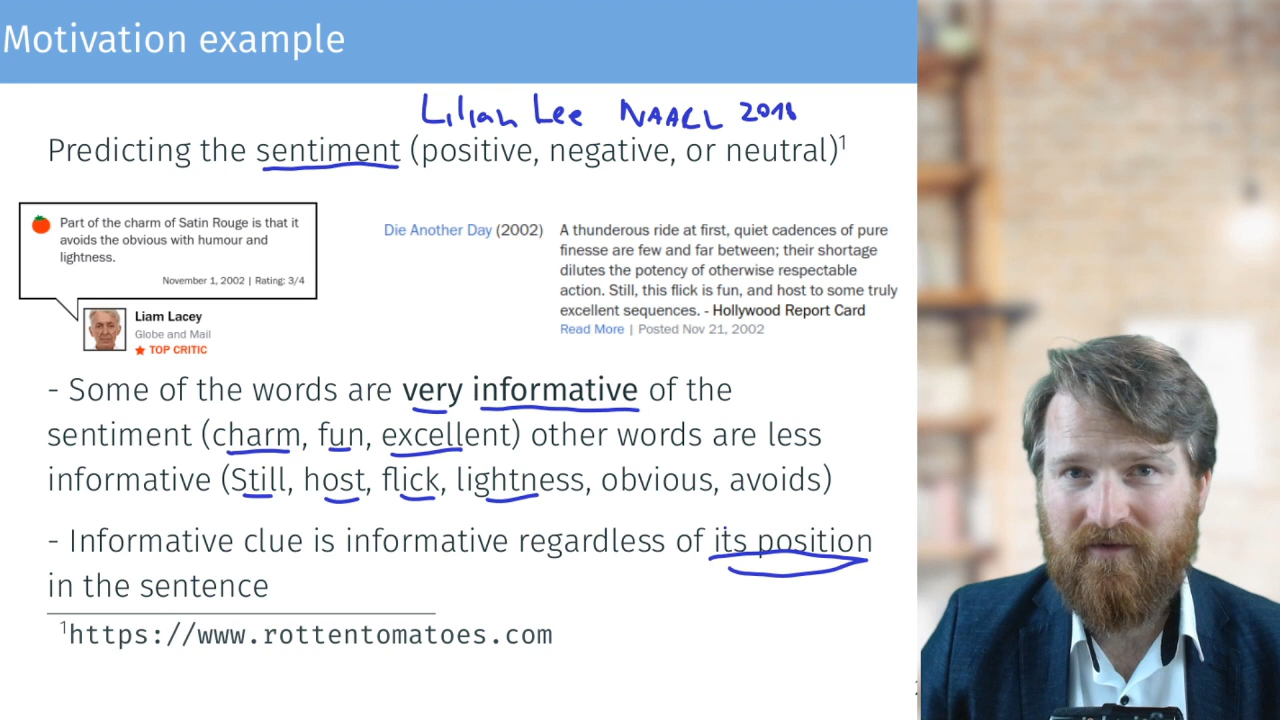 Motivation example
Lilian Lee NAACL 2018
Predicting the sentiment (positive, negative, or neutral)¹
Part of the charm of Satin Rouge is that it
avoids the obvious with humour and
lightness.
November 1, 2002 | Rating: 3/4
Liam Lacey
Globe and Mail
★ TOP CRITIC
Die Another Day (2002)
A thunderous ride at first, quiet cadences of pure
finesse are few and far between; their shortage
dilutes the potency of otherwise respectable
action. Still, this flick is fun, and host to some truly
excellent sequences. - Hollywood Report Card
Read More | Posted Nov 21, 2002
- Some of the words are very informative of the
sentiment (charm, fun, excellent) other words are less
informative (Still, host, flick, lightness, obvious, avoids)
- Informative clue is informative regardless of its position
in the sentence
¹https://www.rottentomatoes.com